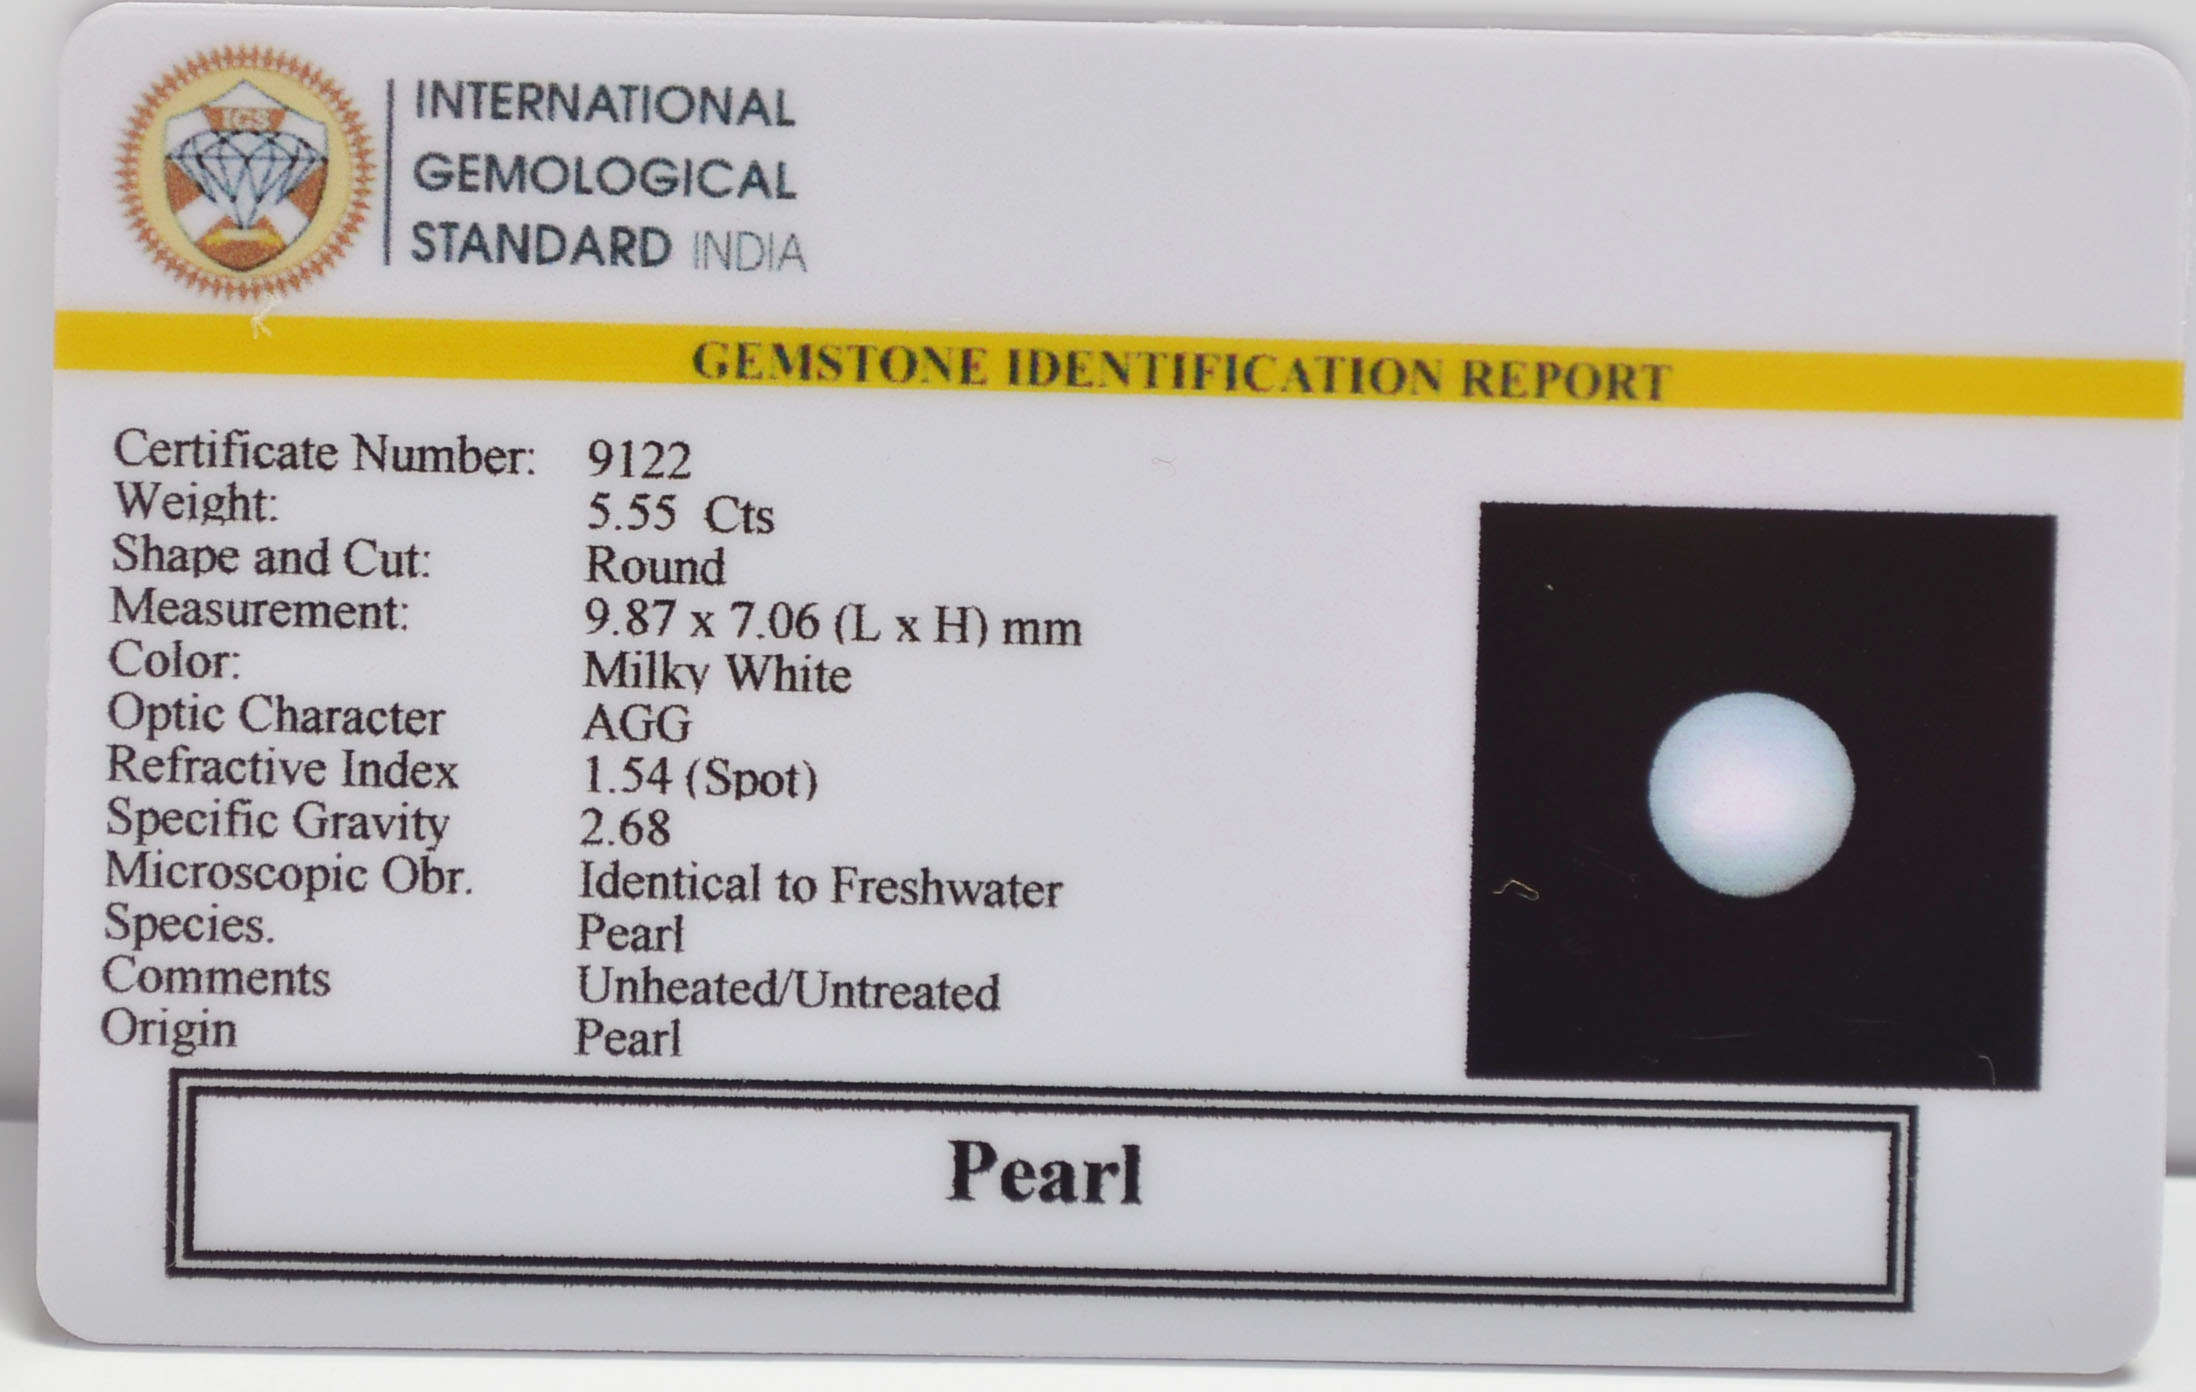 IGS
INTERNATIONAL
GEMOLOGICAL
STANDARD INDIA
GEMSTONE IDENTIFICATION REPORT
Certificate Number: 9122
Weight: 5.55 Cts
Shape and Cut: Round
Measurement: 9.87 x 7.06 (L x H) mm
Color: Milky White
Optic Character AGG
Refractive Index 1.54 (Spot)
Specific Gravity 2.68
Microscopic Obr. Identical to Freshwater
Species. Pearl
Comments Unheated/Untreated
Origin Pearl
Pearl